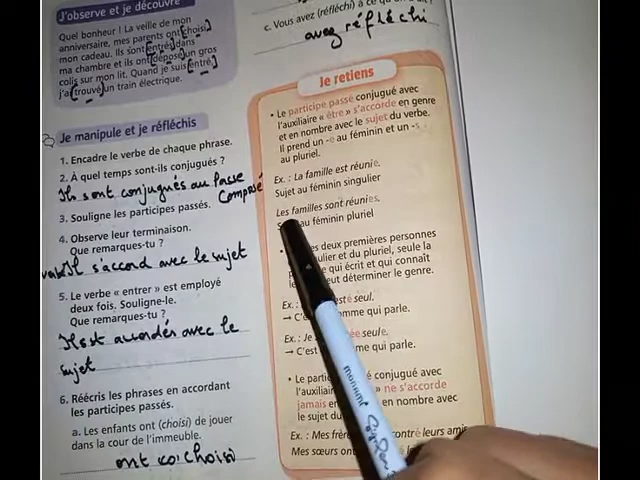 J'observe et je découvre
Quel bonheur ! La veille de mon
anniversaire, mes parents ont choisi
mon cadeau. Ils sont entrés dans
ma chambre et ils ont déposé un gros
colis sur mon lit. Quand je suis entré,
j'ai trouvé un train électrique.
Je manipule et je réfléchis
1. Encadre le verbe de chaque phrase.
2. À quel temps sont-ils conjugués ?
Ils sont conjugués au Passe
Composé
3. Souligne les participes passés.
4. Observe leur terminaison.
Que remarques-tu ?
Il s'accord avec le sujet
5. Le verbe « entrer » est employé
deux fois. Souligne-le.
Que remarques-tu ?
accordés avec le
sujet
6. Réécris les phrases en accordant
les participes passés.
a. Les enfants ont (choisi) de jouer
dans la cour de l'immeuble.
ont choisi
c. Vous avez (réfléchi) à ce
avez réfléchi
Je retiens
• Le participe passé conjugué avec
l'auxiliaire « être » s'accorde en genre
et en nombre avec le sujet du verbe.
Il prend un -e au féminin et un -s
au pluriel.
Ex. : La famille est réunie.
Sujet au féminin singulier
Les familles sont réunies.
au féminin pluriel
deux premières personnes
et du pluriel, seule la
qui écrit et qui connaît
déterminer le genre.
Ex. : seul.
→ qui parle.
Ex. : Je seule.
→ C'est qui parle.
• Le conjugué avec
» ne s'accorde
jamais en nombre avec
le sujet
Ex. : Mes leurs
Mes sœurs ont